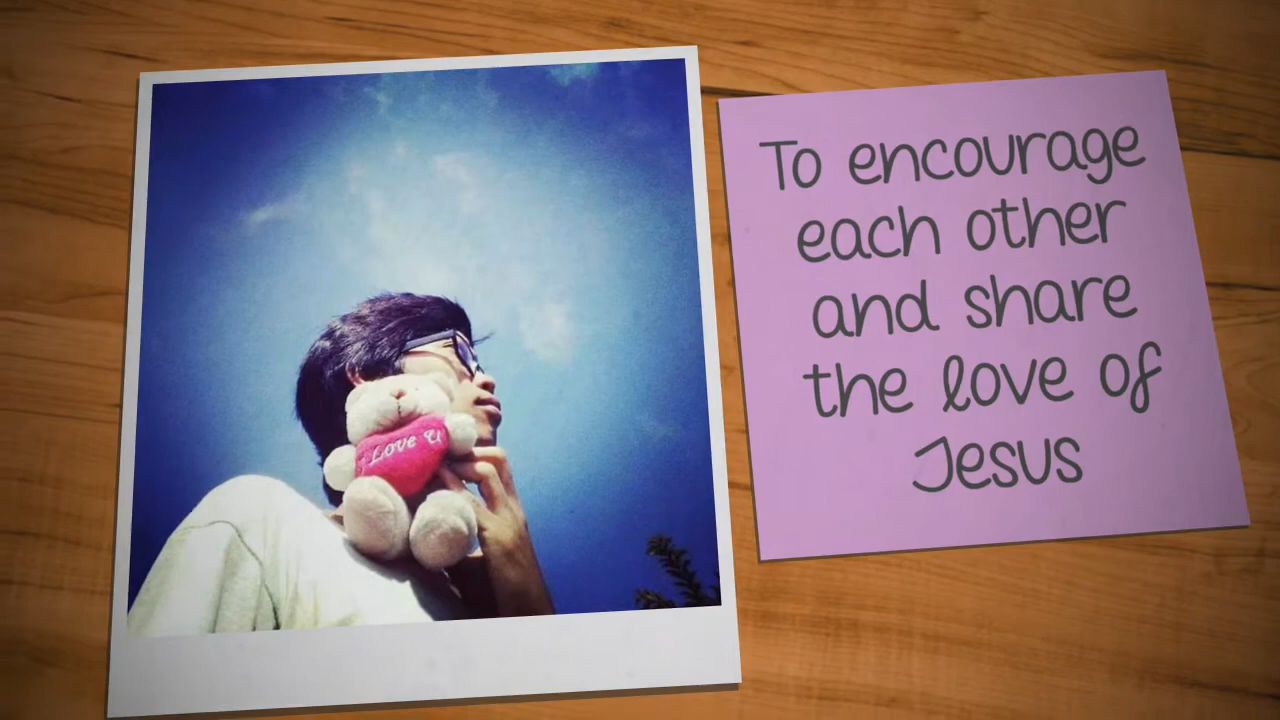 I Love U
To encourage
each other
and share
the love of
Jesus